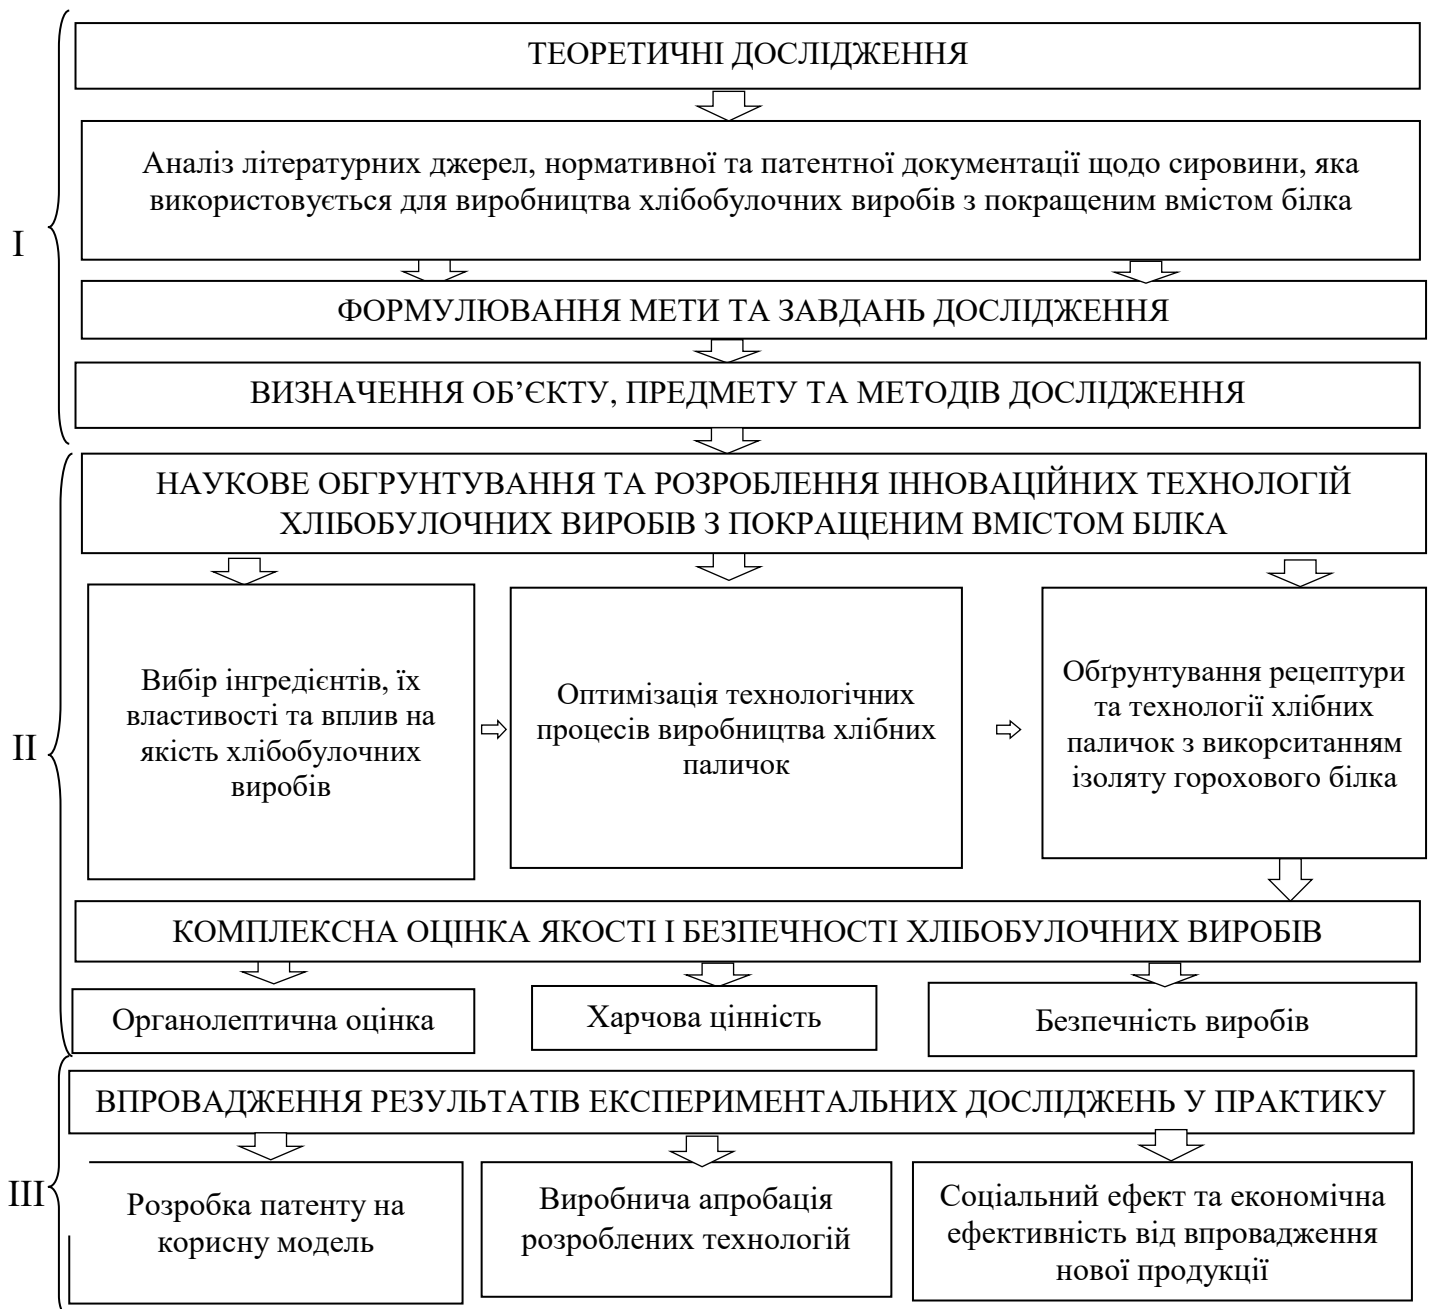 ТЕОРЕТИЧНІ ДОСЛІДЖЕННЯ
Аналіз літературних джерел, нормативної та патентної документації щодо сировини, яка
використовується для виробництва хлібобулочних виробів з покращеним вмістом білка
I
ФОРМУЛЮВАННЯ МЕТИ ТА ЗАВДАНЬ ДОСЛІДЖЕННЯ
ВИЗНАЧЕННЯ ОБ’ЄКТУ, ПРЕДМЕТУ ТА МЕТОДІВ ДОСЛІДЖЕННЯ
НАУКОВЕ ОБГРУНТУВАННЯ ТА РОЗРОБЛЕННЯ ІННОВАЦІЙНИХ ТЕХНОЛОГІЙ
ХЛІБОБУЛОЧНИХ ВИРОБІВ З ПОКРАЩЕНИМ ВМІСТОМ БІЛКА
II
Вибір інгредієнтів, їх
властивості та вплив на
якість хлібобулочних
виробів
Оптимізація технологічних
процесів виробництва хлібних
паличок
Обґрунтування рецептури
та технології хлібних
паличок з викорситанням
ізоляту горохового білка
КОМПЛЕКСНА ОЦІНКА ЯКОСТІ І БЕЗПЕЧНОСТІ ХЛІБОБУЛОЧНИХ ВИРОБІВ
Органолептична оцінка
Харчова цінність
Безпечність виробів
ВПРОВАДЖЕННЯ РЕЗУЛЬТАТІВ ЕКСПЕРИМЕНТАЛЬНИХ ДОСЛІДЖЕНЬ У ПРАКТИКУ
III
Розробка патенту на
корисну модель
Виробнича апробація
розроблених технологій
Соціальний ефект та економічна
ефективність від впровадження
нової продукції